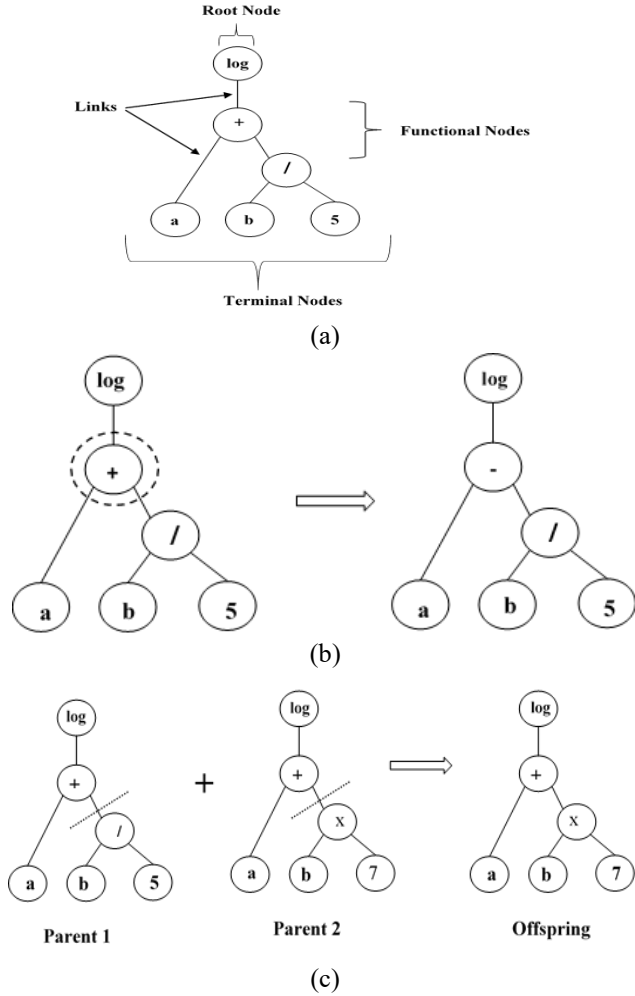 Root Node
log
Links
+
Functional Nodes
/
a b 5
Terminal Nodes
(a)
log log
+ -
/ /
a b 5 a b 5
(b)
log log log
+ + + +
/ x x
a b 5 b 7 a b 7
a
Parent 1 Parent 2 Offspring
(c)